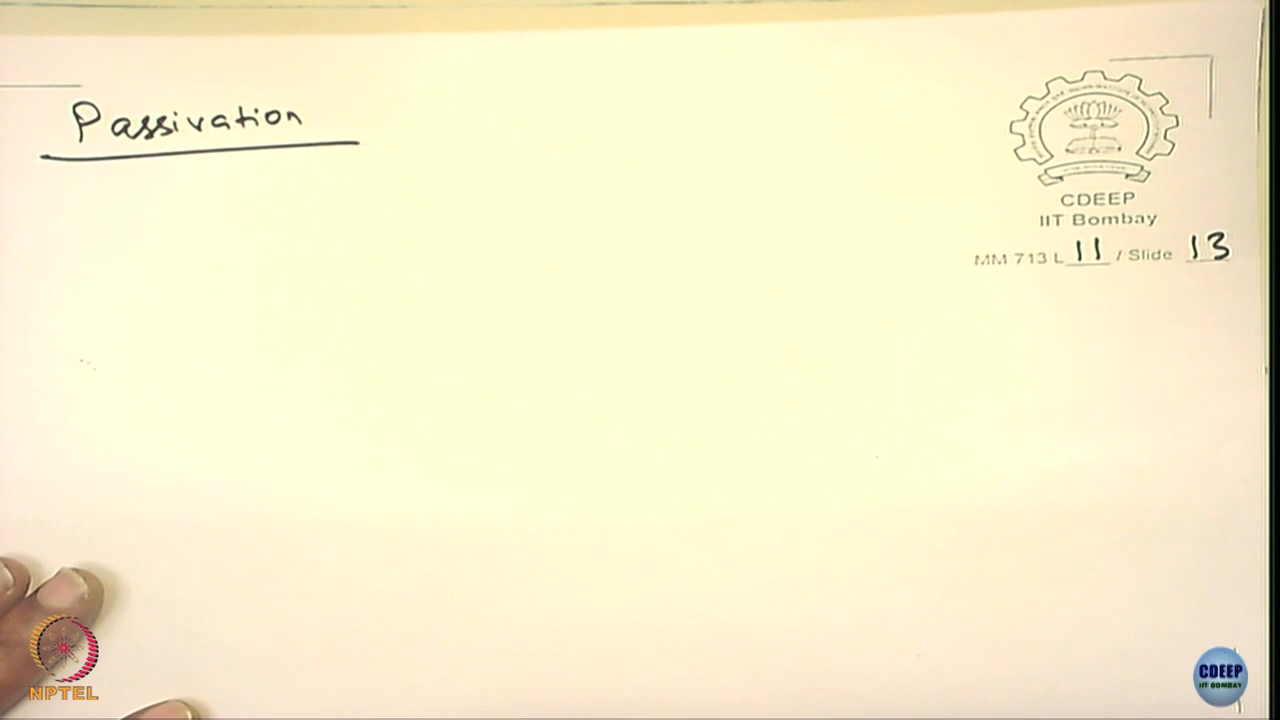 Passivation
CDEEP
IIT Bombay
MM 713 L 11 / Slide 13
NPTEL
CDEEP
IIT BOMBAY